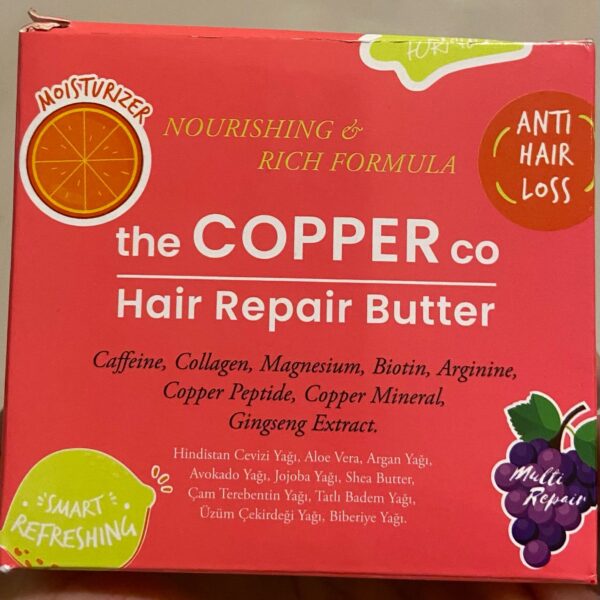 MOISTURIZER
NOURISHING &
RICH FORMULA
ANTI
HAIR
LOSS
the COPPER co
Hair Repair Butter
Caffeine, Collagen, Magnesium, Biotin, Arginine,
Copper Peptide, Copper Mineral,
Gingseng Extract.
Hindistan Cevizi Yağı, Aloe Vera, Argan Yağı,
Avokado Yağı, Jojoba Yağı, Shea Butter,
Çam Terebentin Yağı, Tatlı Badem Yağı,
Üzüm Çekirdeği Yağı, Biberiye Yağı.
Multi
Repair
SMART
REFRESHING